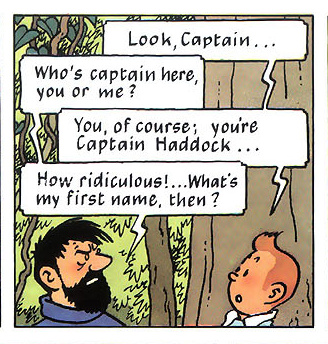 Look, Captain...
Who's captain here,
you or me?
You, of course; you're
Captain Haddock...
How ridiculous!...What's
my first name, then?